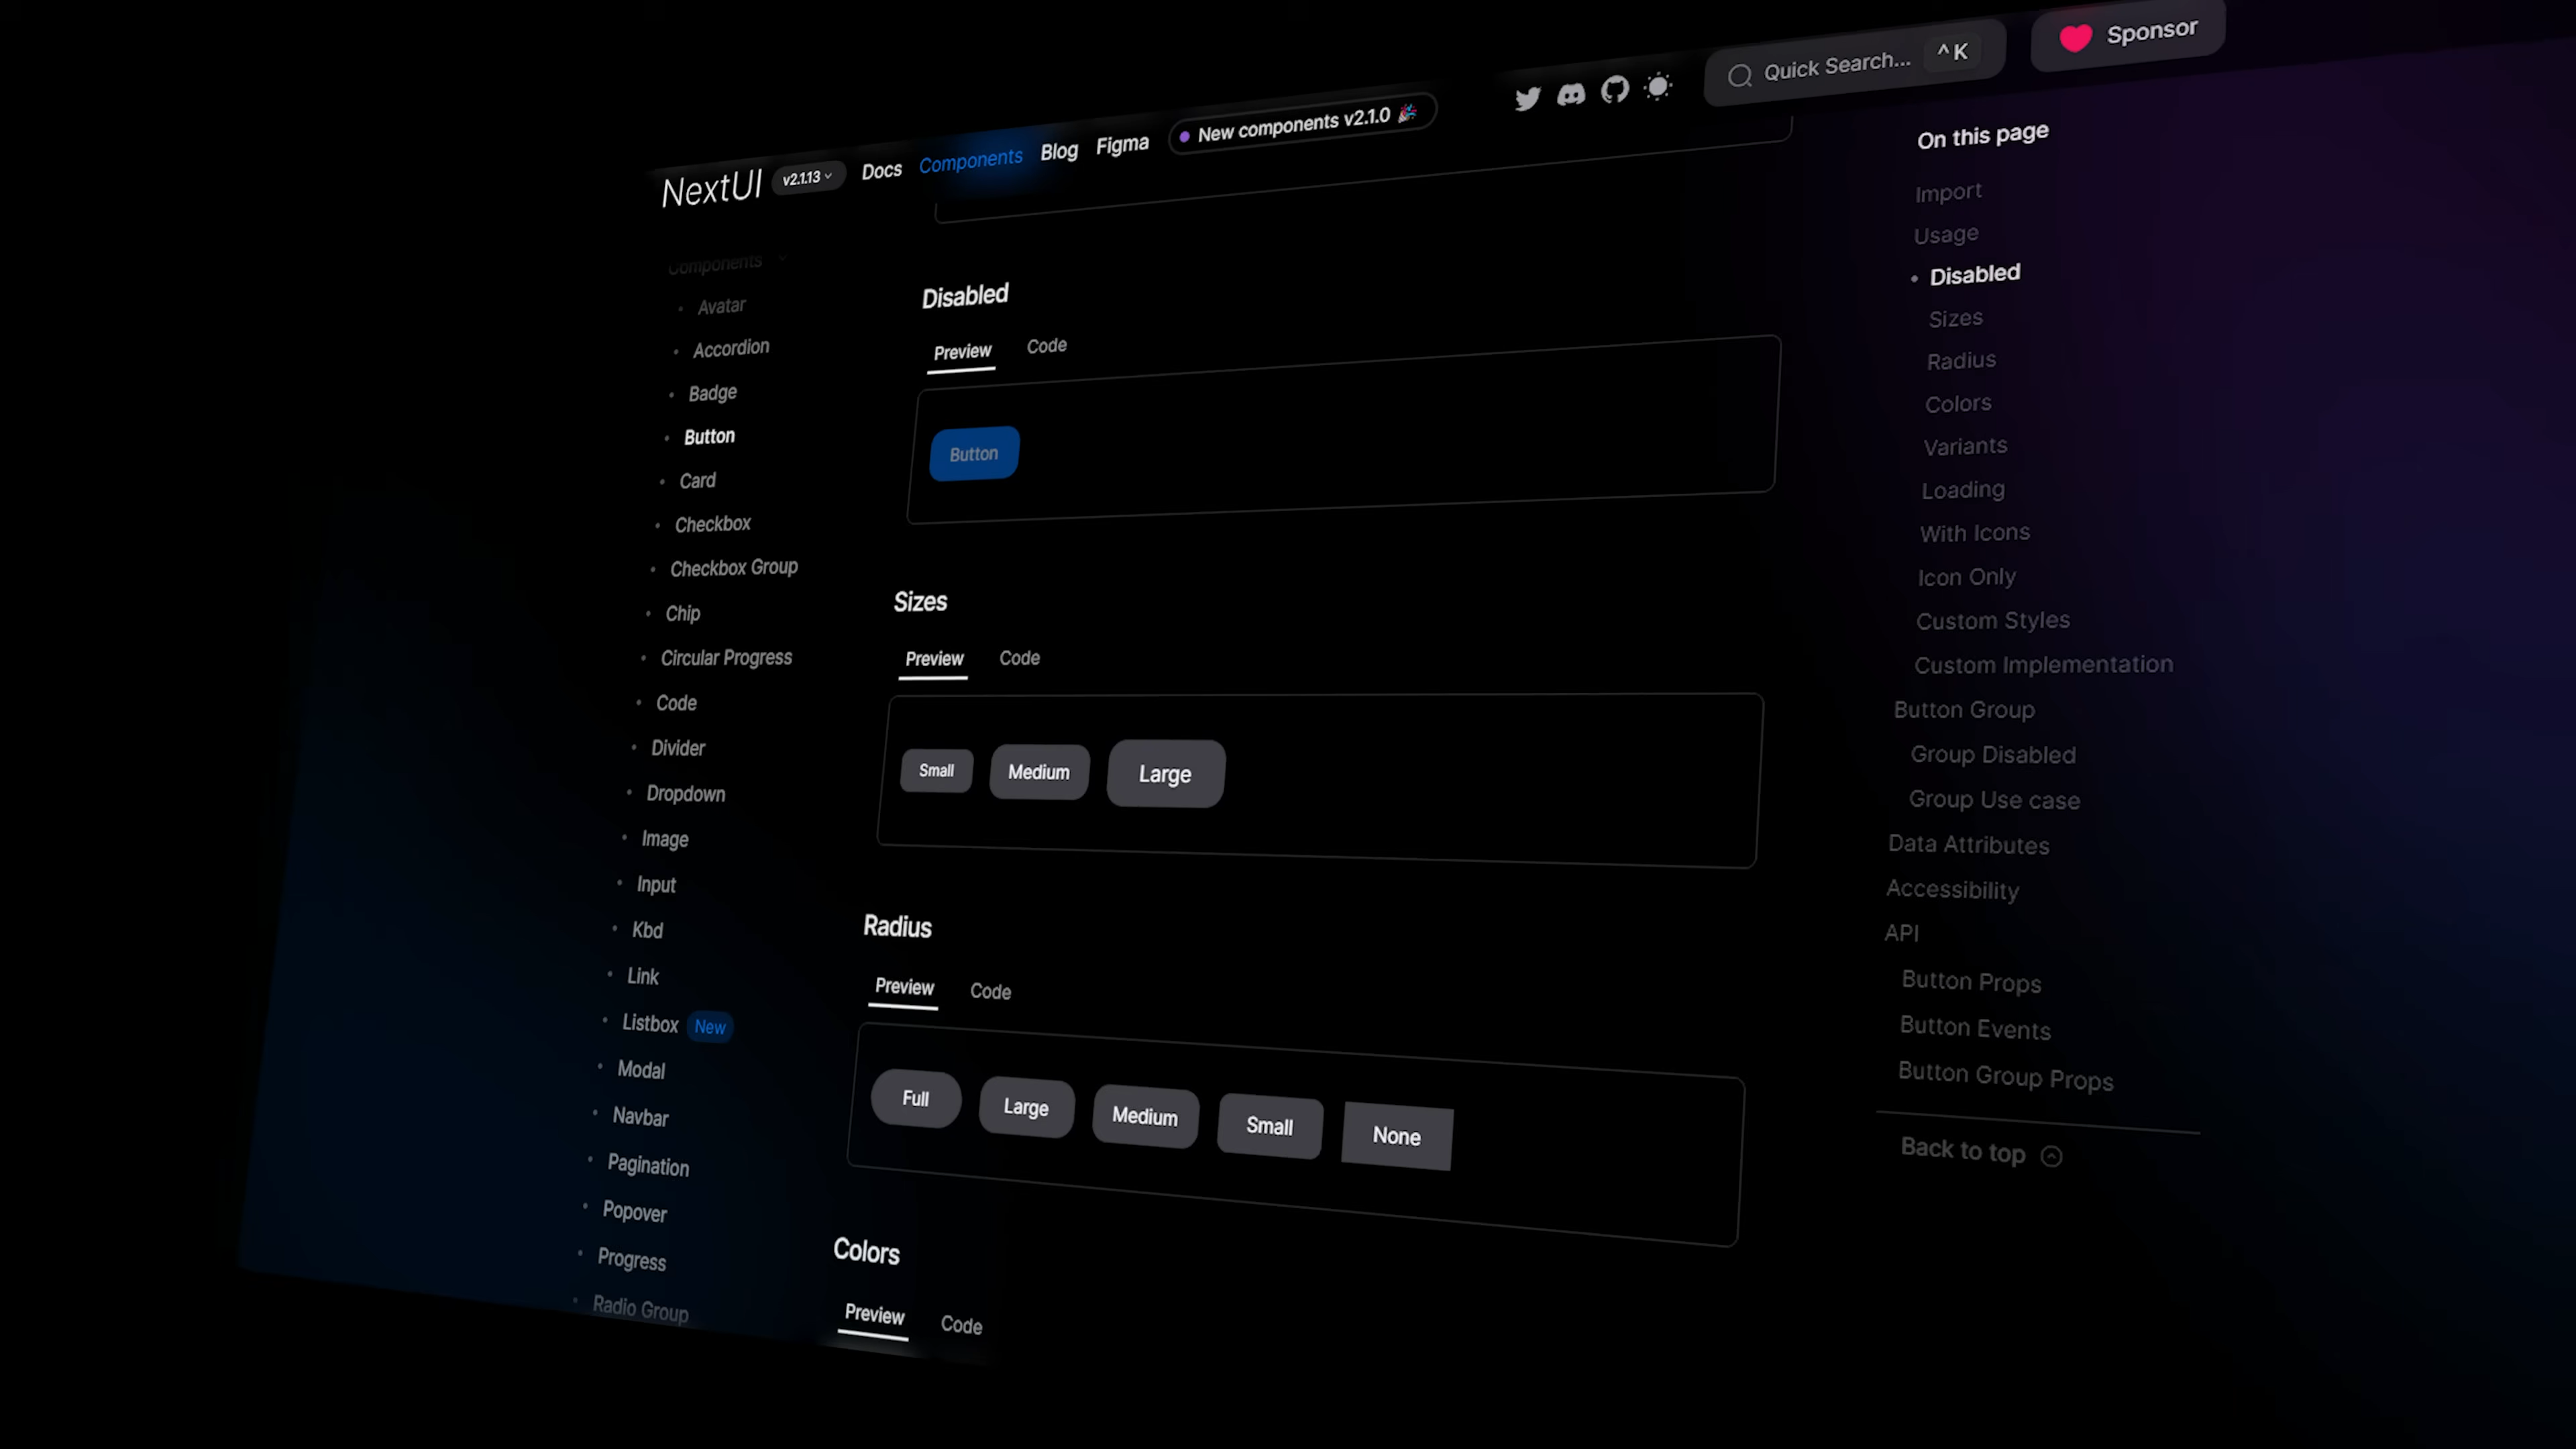 NextUI
v2.1.13
Docs
Components
Blog
Figma
New components v2.1.0 🎉
Quick Search...
^ K
Sponsor
Components
Avatar
Accordion
Badge
Button
Card
Checkbox
Checkbox Group
Chip
Circular Progress
Code
Divider
Dropdown
Image
Input
Kbd
Link
Listbox New
Modal
Navbar
Pagination
Popover
Progress
Radio Group
Disabled
Preview Code
Button
Sizes
Preview Code
Small Medium Large
Radius
Preview Code
Full Large Medium Small None
Colors
Preview Code
On this page
Import
Usage
Disabled
Sizes
Radius
Colors
Variants
Loading
With Icons
Icon Only
Custom Styles
Custom Implementation
Button Group
Group Disabled
Group Use case
Data Attributes
Accessibility
API
Button Props
Button Events
Button Group Props
Back to top